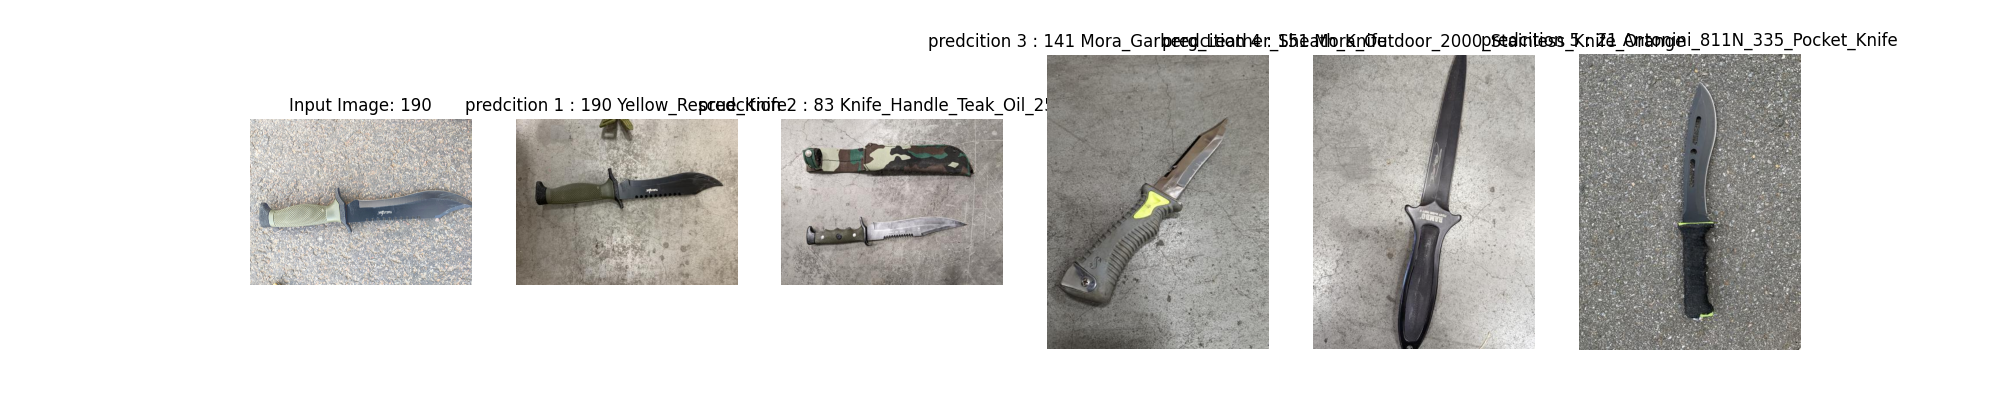 predcition 3 : 141 Mora_Garberg_Leather_Sheath_Knife
predcition 4 : 151 Mora_Outdoor_2000_Stainless_Knife_Orange
predcition 5 : 21 Antonini_811N_335_Pocket_Knife
Input Image: 190
predcition 1 : 190 Yellow_Rescue_Knife
predcition 2 : 83 Knife_Handle_Teak_Oil_25